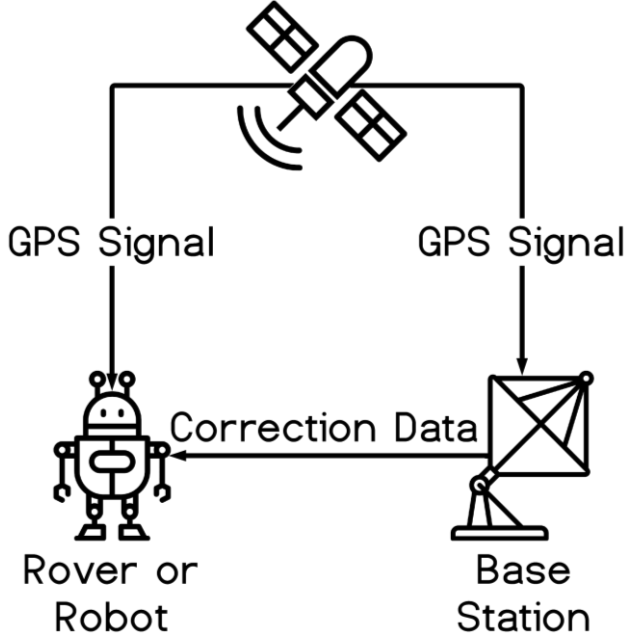 GPS Signal
GPS Signal
Correction Data
Rover or
Robot
Base
Station